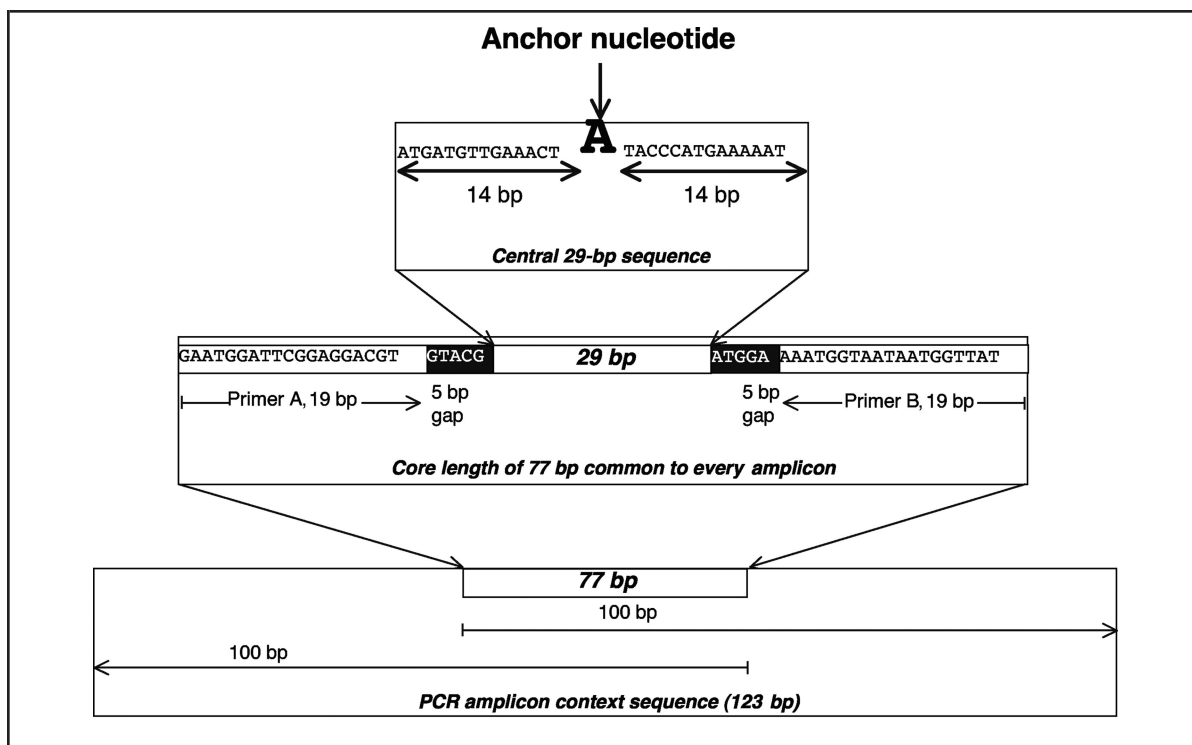 Anchor nucleotide
ATGATGTTGAAACT A TACCCATGAAAAAT
14 bp 14 bp
Central 29-bp sequence
GAATGGATTCGGAGGACGT GTACG 29 bp ATGGA AAATGGTAATAATGGTTAT
Primer A, 19 bp 5 bp gap 5 bp gap Primer B, 19 bp
Core length of 77 bp common to every amplicon
77 bp
100 bp
100 bp
PCR amplicon context sequence (123 bp)